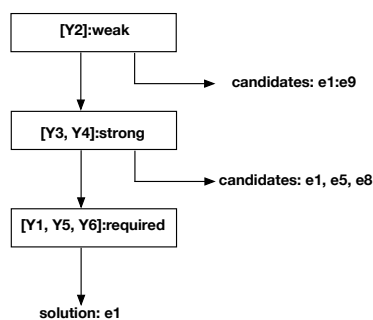 [Y2]:weak
candidates: e1:e9
[Y3, Y4]:strong
candidates: e1, e5, e8
[Y1, Y5, Y6]:required
solution: e1